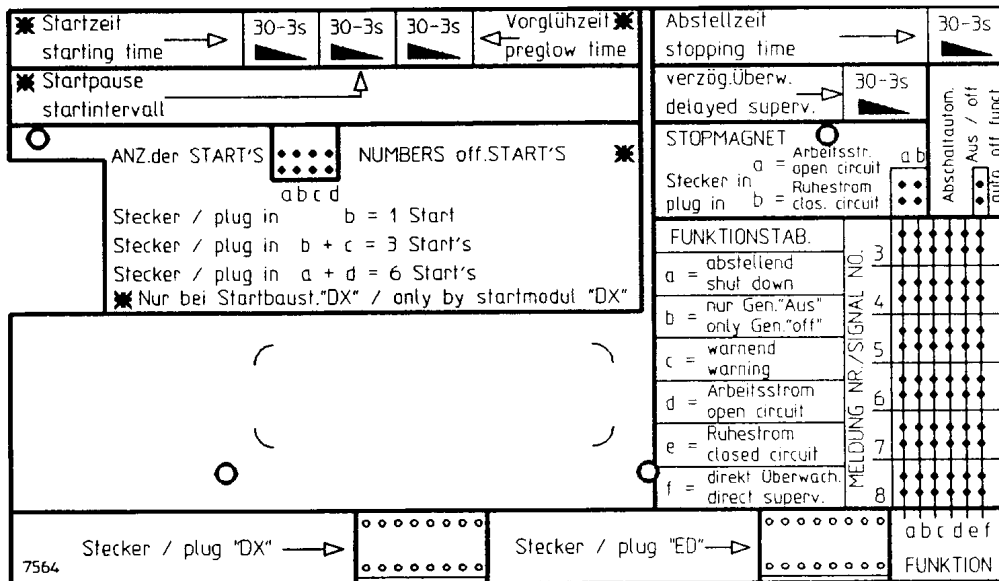 ✱ Startzeit
starting time
30-3s
30-3s
30-3s
Vorglühzeit ✱
preglow time
✱ Startpause
startintervall
ANZ.der START'S
NUMBERS off.START'S ✱
a b c d
Stecker / plug in b = 1 Start
Stecker / plug in b + c = 3 Start's
Stecker / plug in a + d = 6 Start's
✱ Nur bei Startbaust."DX" / only by startmodul "DX"
Abstellzeit
stopping time
30-3s
verzög.Überw.
delayed superv.
30-3s
STOPMAGNET
Stecker in
plug in
a = Arbeitsstr.
open circuit
b = Ruhestrom
clos. circuit
a b
Abschaltautom.
Aus / off
auto off funct
FUNKTIONSTAB.
a = abstellend
shut down
b = nur Gen."Aus"
only Gen."off"
c = warnend
warning
d = Arbeitsstrom
open circuit
e = Ruhestrom
closed circuit
f = direkt Überwach.
direct superv.
MELDUNG NR./SIGNAL NO.
3
4
5
6
7
8
a b c d e f
FUNKTION
Stecker / plug "DX"
Stecker / plug "ED"
7564